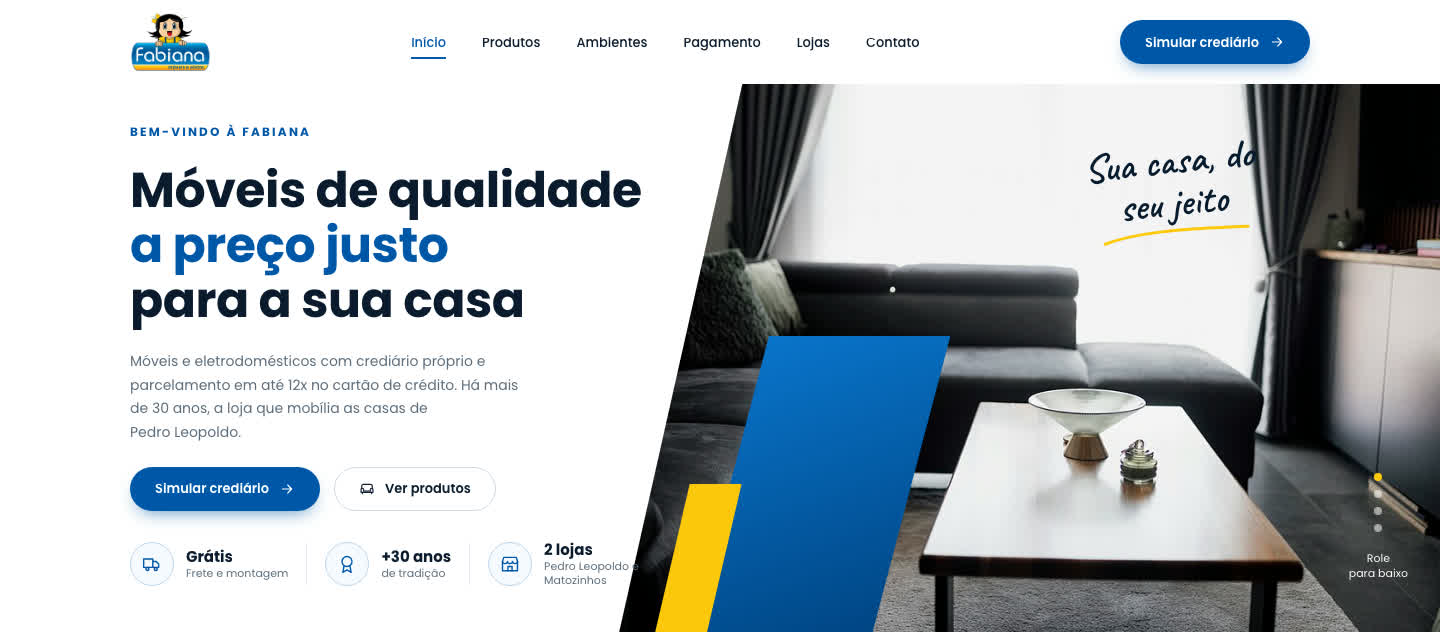 Fabiana
Início
Produtos
Ambientes
Pagamento
Lojas
Contato
Simular crediário
BEM-VINDO À FABIANA
Móveis de qualidade
a preço justo
para a sua casa
Móveis e eletrodomésticos com crediário próprio e
parcelamento em até 12x no cartão de crédito. Há mais
de 30 anos, a loja que mobília as casas de
Pedro Leopoldo.
Simular crediário
Ver produtos
Grátis
Frete e montagem
+30 anos
de tradição
2 lojas
Pedro Leopoldo e
Matozinhos
Sua casa, do
seu jeito
Role
para baixo